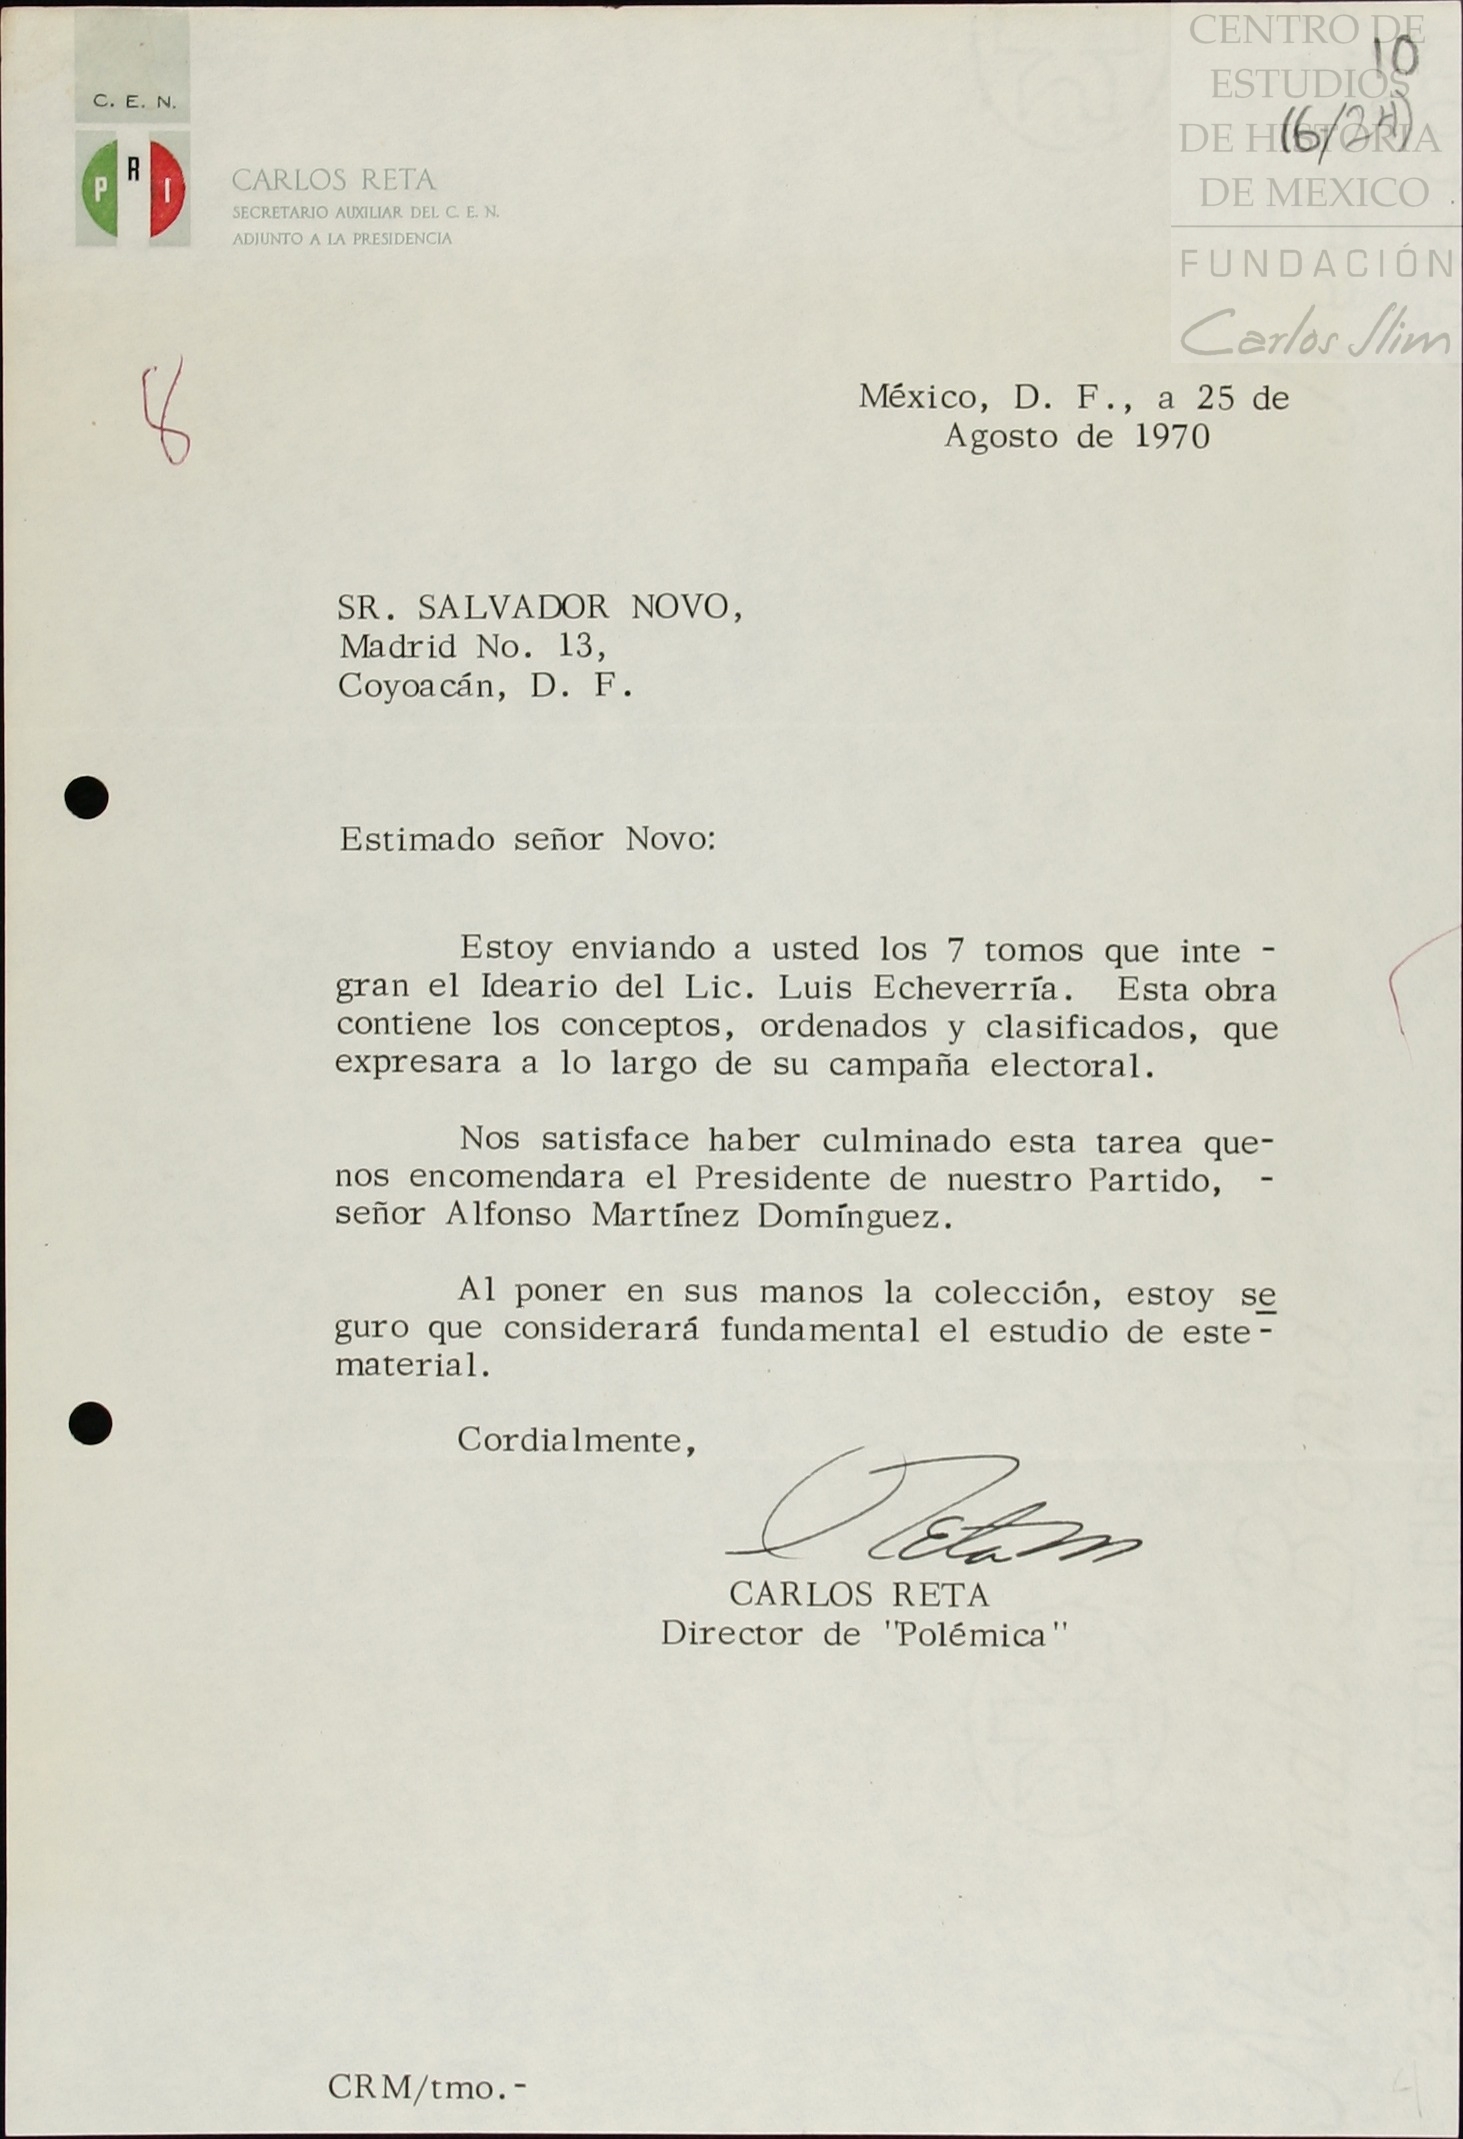 CENTRO DE
ESTUDIOS
DE HISTORIA
DE MEXICO
FUNDACIÓN
Carlos Slim
10
(6/24)
C. E. N.
P R I
CARLOS RETA
SECRETARIO AUXILIAR DEL C. E. N.
ADJUNTO A LA PRESIDENCIA
8
México, D. F., a 25 de
Agosto de 1970
SR. SALVADOR NOVO,
Madrid No. 13,
Coyoacán, D. F.
Estimado señor Novo:
Estoy enviando a usted los 7 tomos que inte -
gran el Ideario del Lic. Luis Echeverría. Esta obra
contiene los conceptos, ordenados y clasificados, que
expresara a lo largo de su campaña electoral.
Nos satisface haber culminado esta tarea que-
nos encomendara el Presidente de nuestro Partido, -
señor Alfonso Martínez Domínguez.
Al poner en sus manos la colección, estoy se
guro que considerará fundamental el estudio de este -
material.
Cordialmente,
CARLOS RETA
Director de "Polémica"
CRM/tmo.-
4